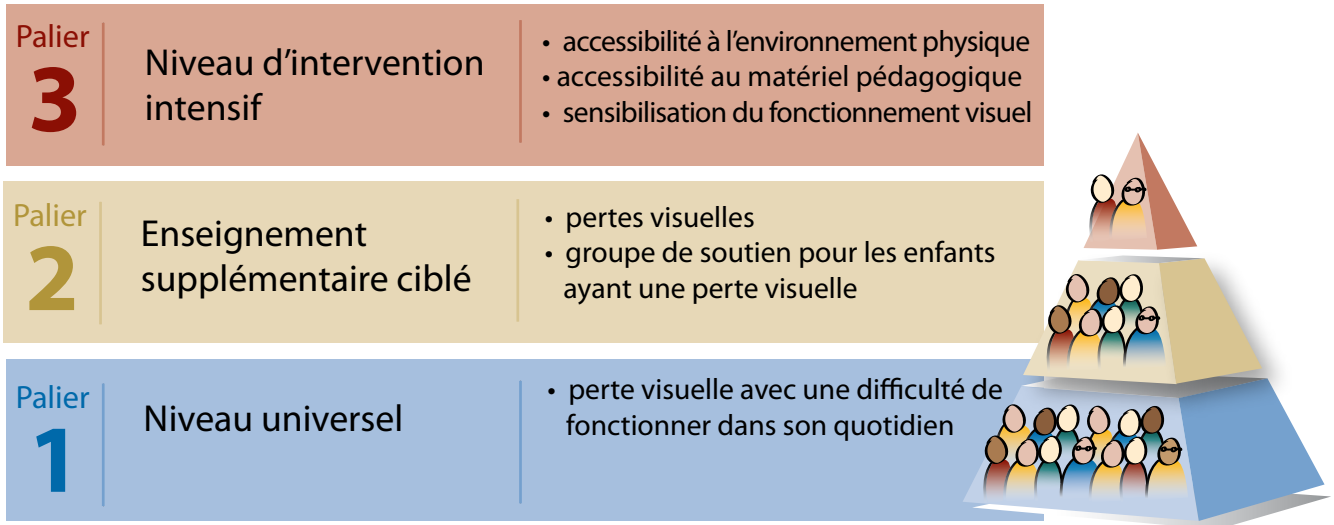 Palier
3
Niveau d’intervention
intensif
• accessibilité à l’environnement physique
• accessibilité au matériel pédagogique
• sensibilisation du fonctionnement visuel
Palier
2
Enseignement
supplémentaire ciblé
• pertes visuelles
• groupe de soutien pour les enfants
ayant une perte visuelle
Palier
1
Niveau universel
• perte visuelle avec une difficulté de
fonctionner dans son quotidien